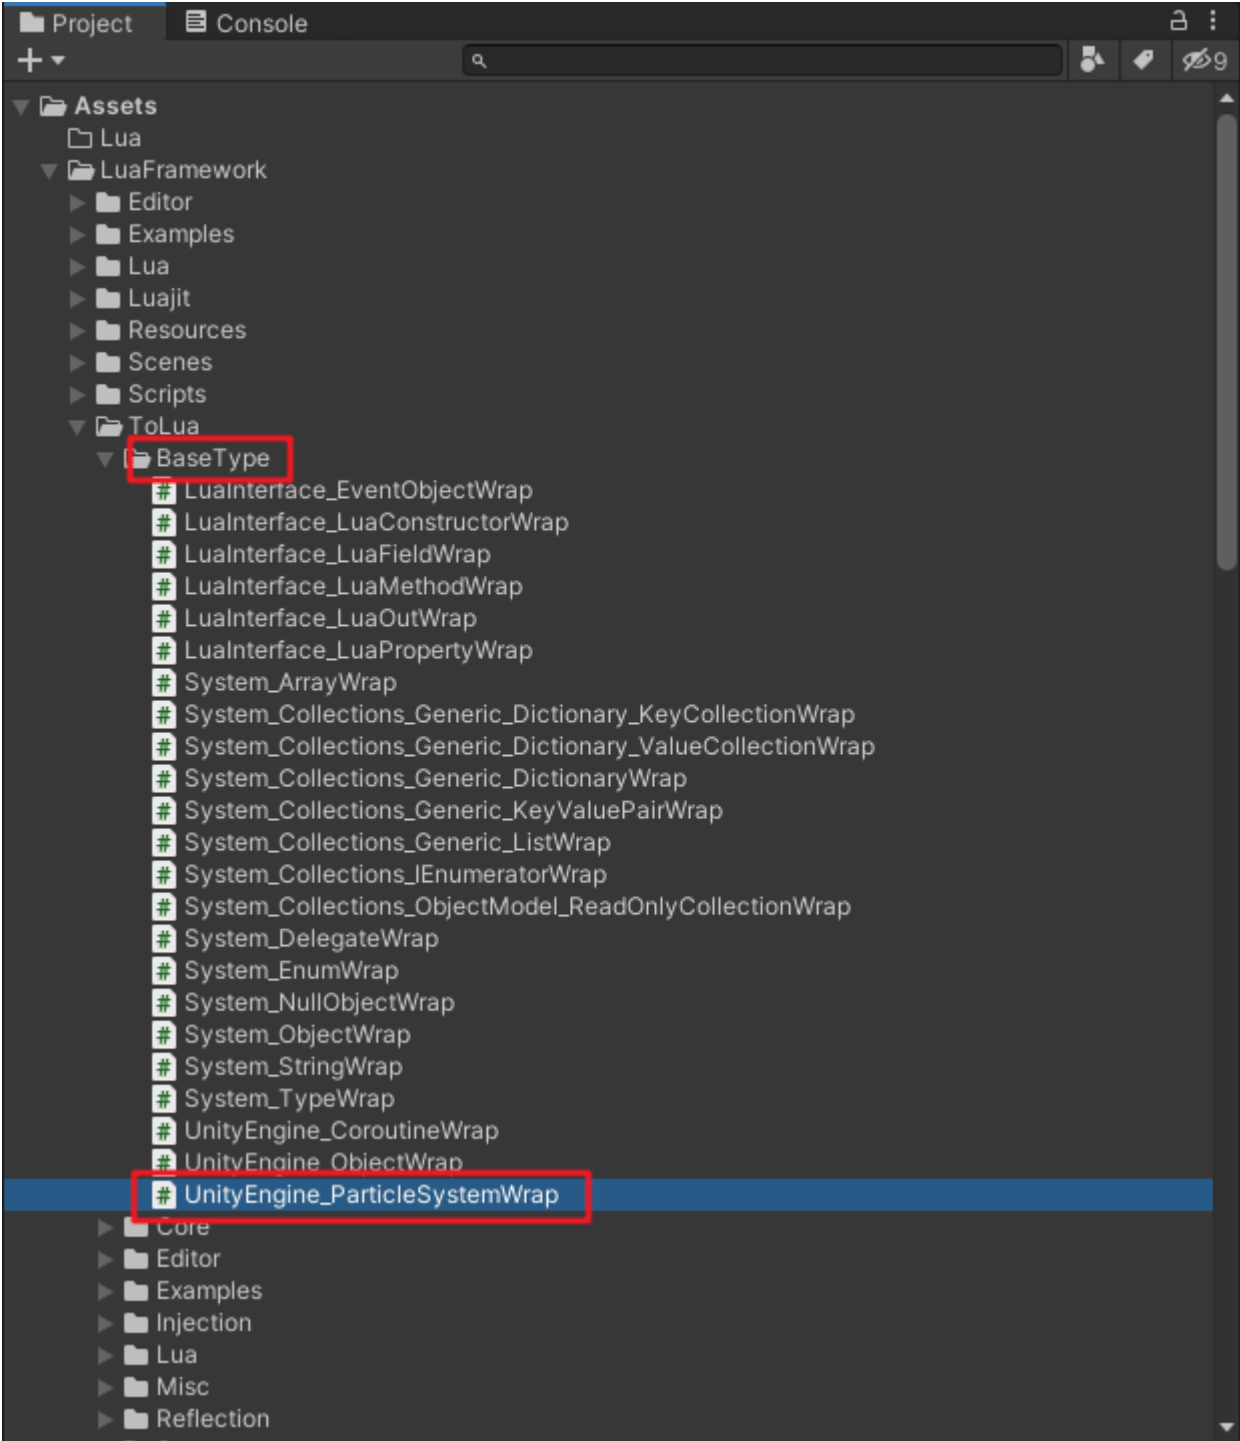 Project Console
9
Assets
Lua
LuaFramework
Editor
Examples
Lua
Luajit
Resources
Scenes
Scripts
ToLua
BaseType
LuaInterface_EventObjectWrap
LuaInterface_LuaConstructorWrap
LuaInterface_LuaFieldWrap
LuaInterface_LuaMethodWrap
LuaInterface_LuaOutWrap
LuaInterface_LuaPropertyWrap
System_ArrayWrap
System_Collections_Generic_Dictionary_KeyCollectionWrap
System_Collections_Generic_Dictionary_ValueCollectionWrap
System_Collections_Generic_DictionaryWrap
System_Collections_Generic_KeyValuePairWrap
System_Collections_Generic_ListWrap
System_Collections_IEnumeratorWrap
System_Collections_ObjectModel_ReadOnlyCollectionWrap
System_DelegateWrap
System_EnumWrap
System_NullObjectWrap
System_ObjectWrap
System_StringWrap
System_TypeWrap
UnityEngine_CoroutineWrap
UnityEngine_ObjectWrap
UnityEngine_ParticleSystemWrap
Core
Editor
Examples
Injection
Lua
Misc
Reflection